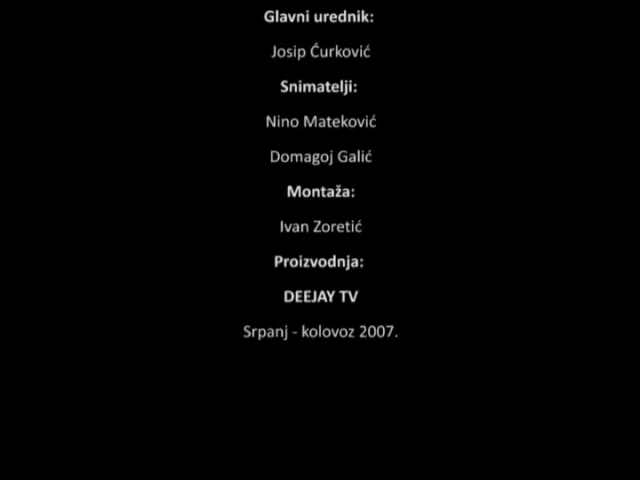 Glavni urednik:
Josip Ćurković
Snimatelji:
Nino Mateković
Domagoj Galić
Montaža:
Ivan Zoretić
Proizvodnja:
DEEJAY TV
Srpanj - kolovoz 2007.